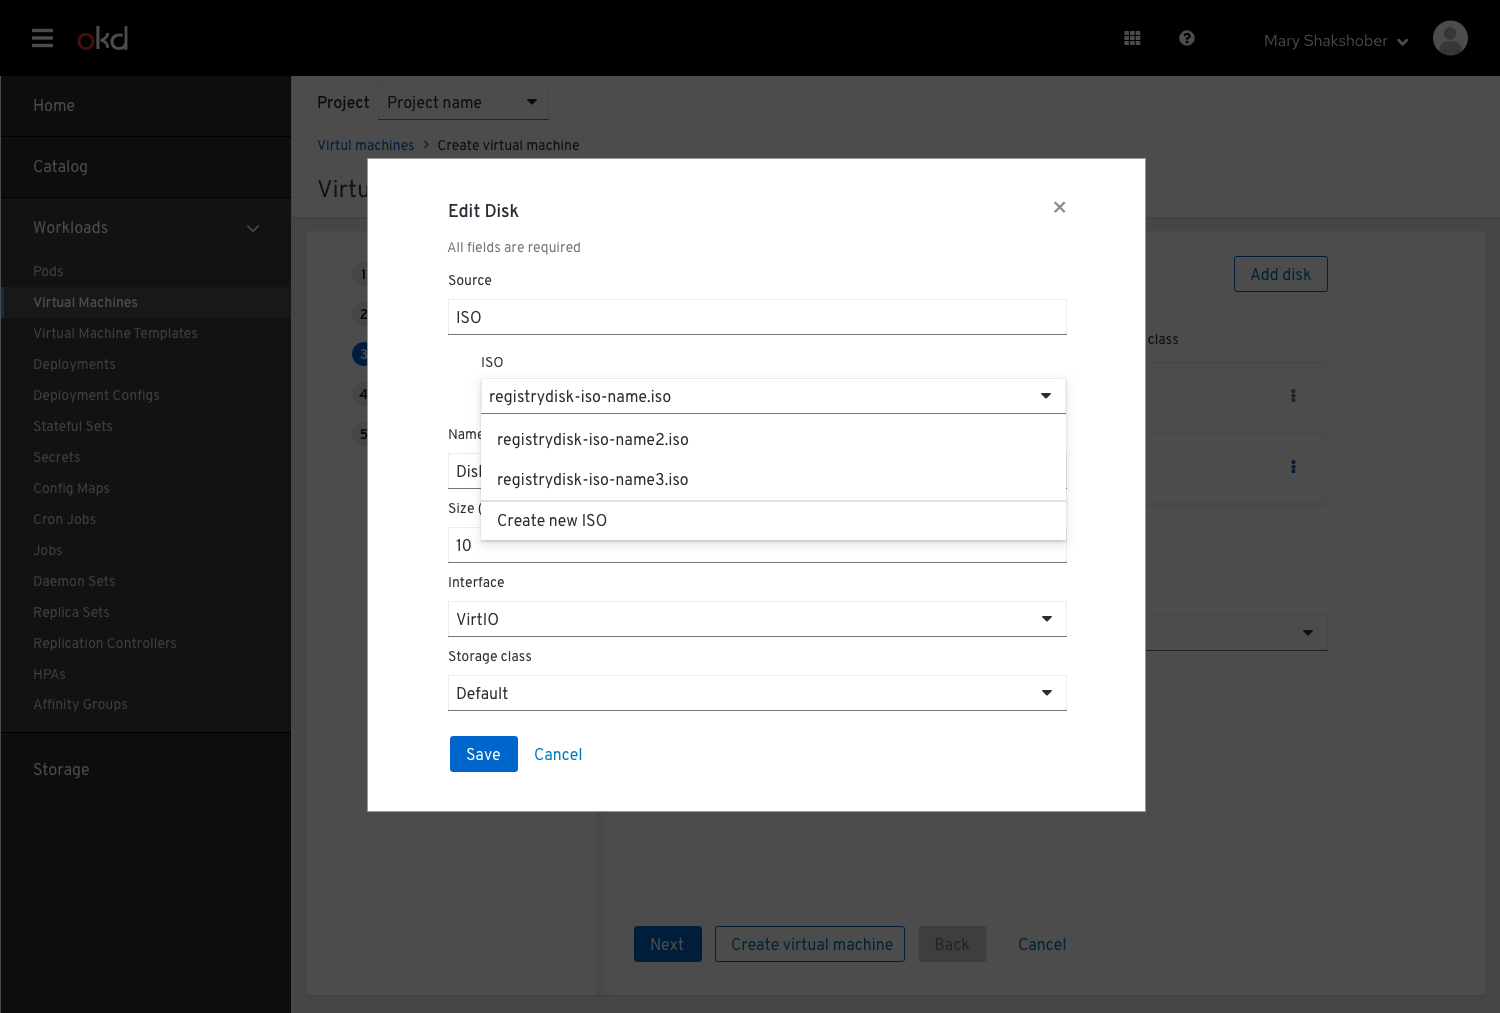 okd
Mary Shakshober
Home
Catalog
Workloads
Pods
Virtual Machines
Virtual Machine Templates
Deployments
Deployment Configs
Stateful Sets
Secrets
Config Maps
Cron Jobs
Jobs
Daemon Sets
Replica Sets
Replication Controllers
HPAs
Affinity Groups
Storage
Project Project name
Virtul machines > Create virtual machine
1
2
3
4
5
Add disk
class
Edit Disk
All fields are required
Source
ISO
ISO
registrydisk-iso-name.iso
registrydisk-iso-name2.iso
registrydisk-iso-name3.iso
Create new ISO
Name
Size (
10
Interface
VirtIO
Storage class
Default
Save Cancel
Next Create virtual machine Back Cancel